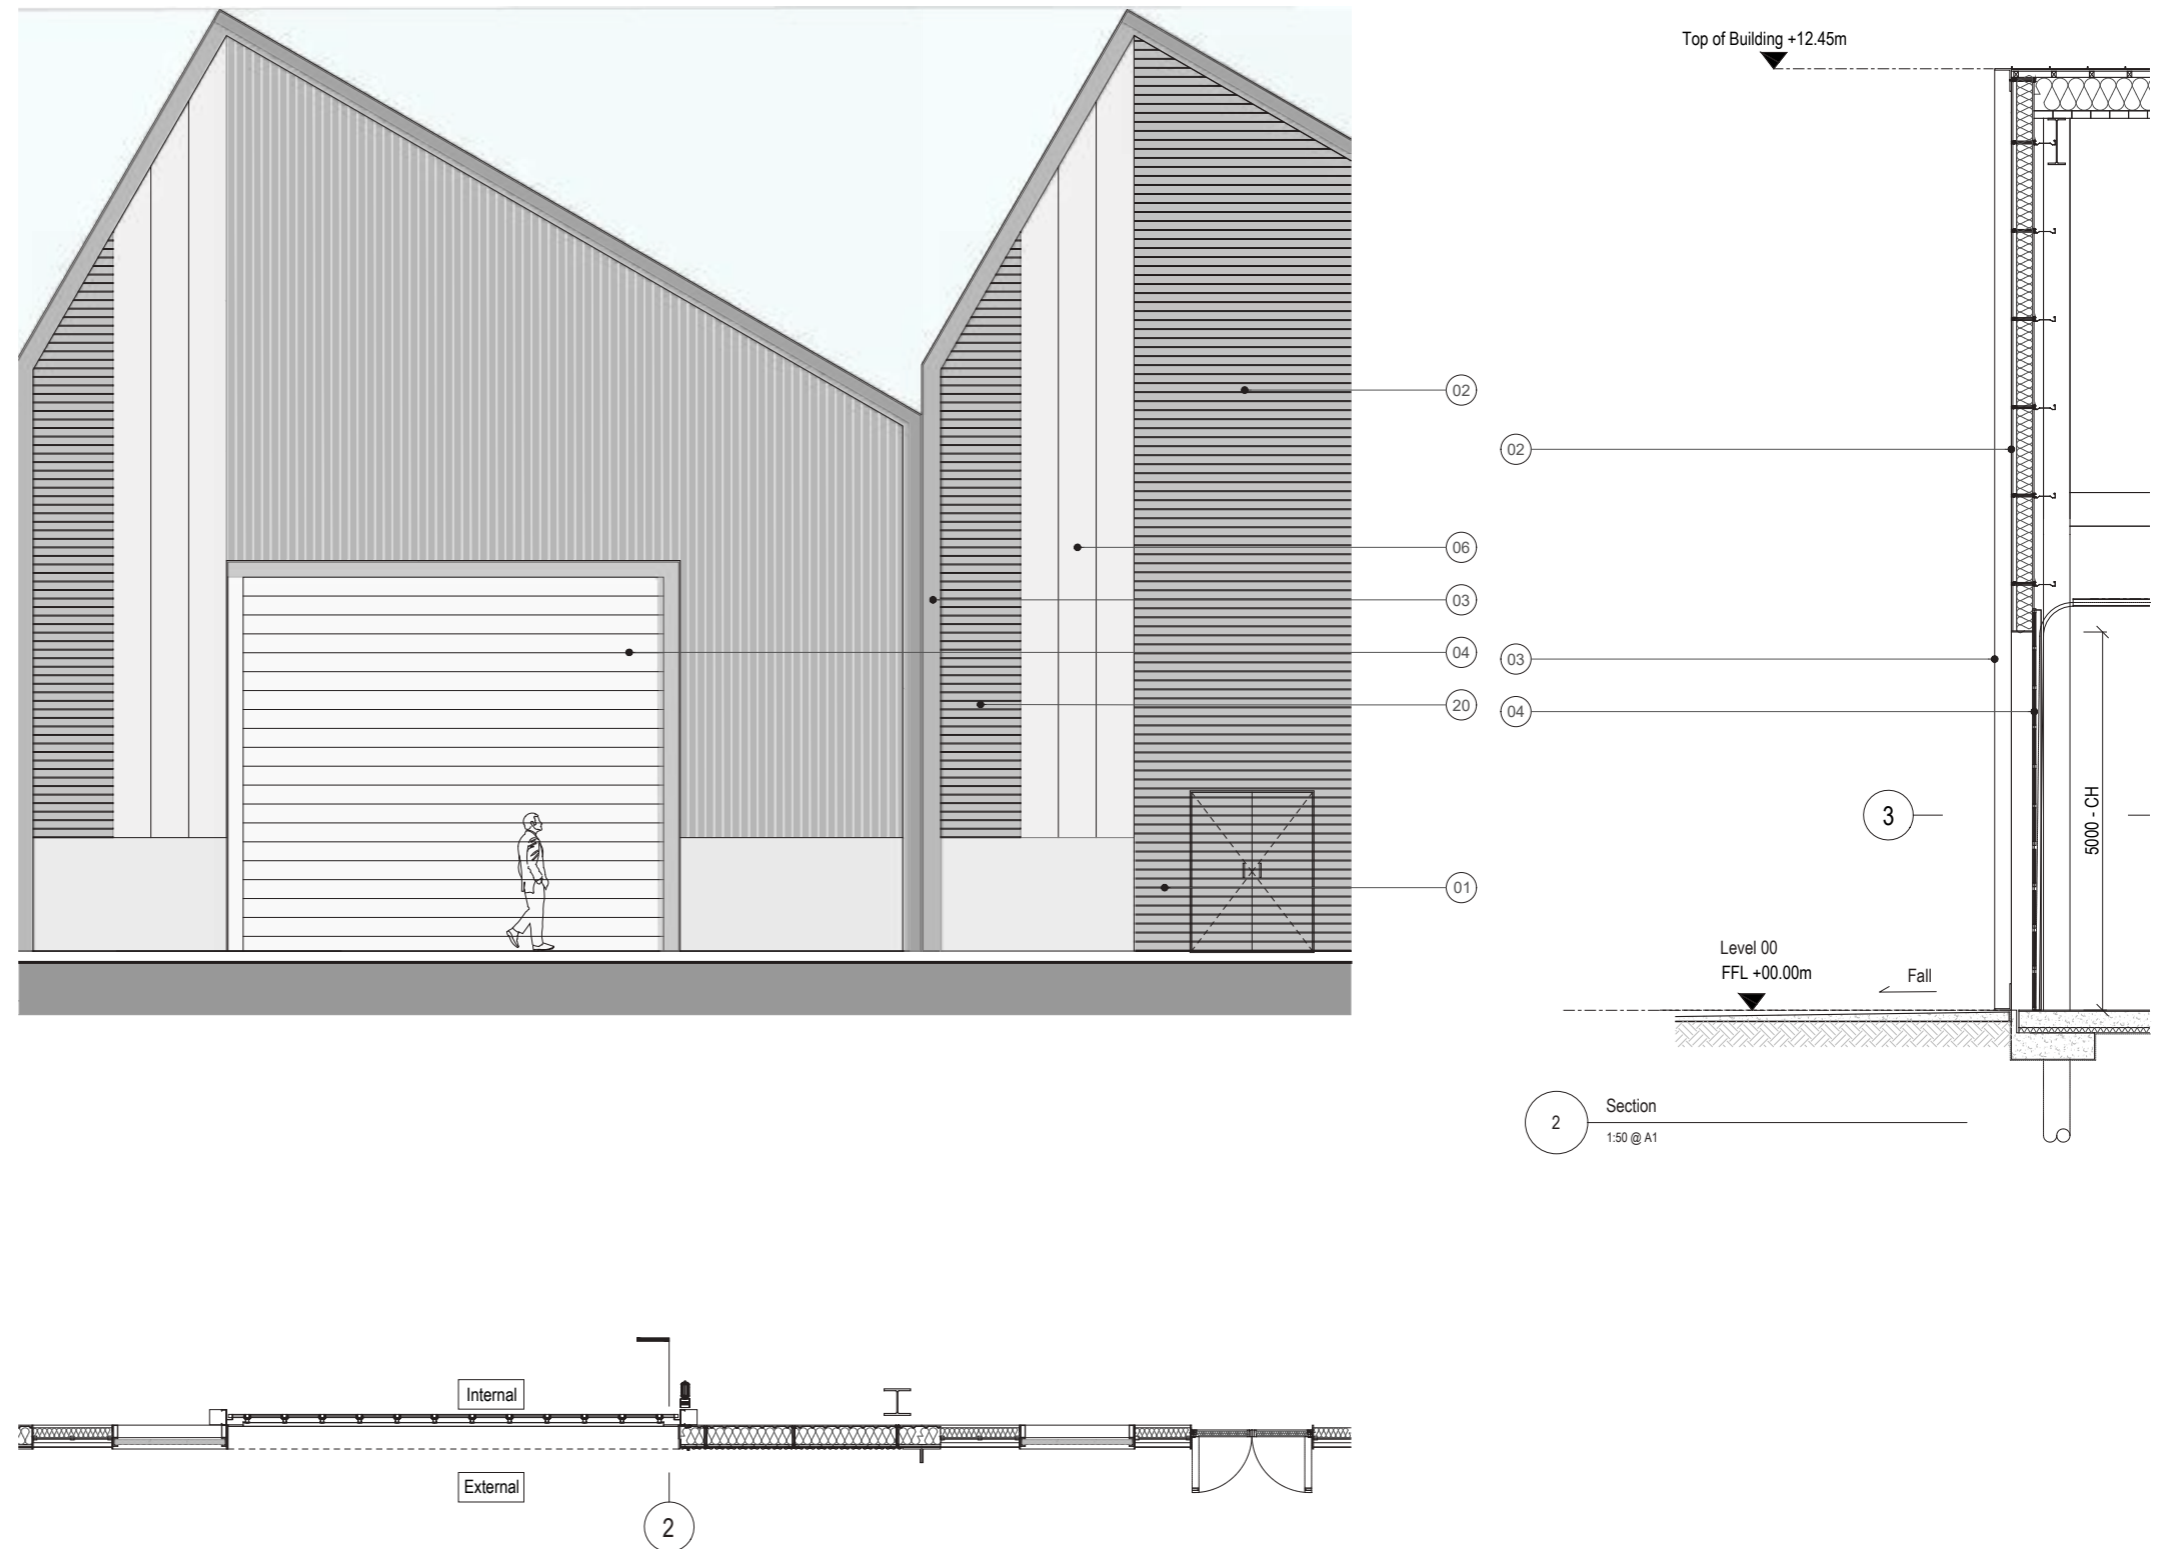 Top of Building +12.45m
02
02
06
03
04
03
20
04
5000 - CH
3
01
Level 00
FFL +00.00m
Fall
2
Section
1:50 @ A1
Internal
External
2